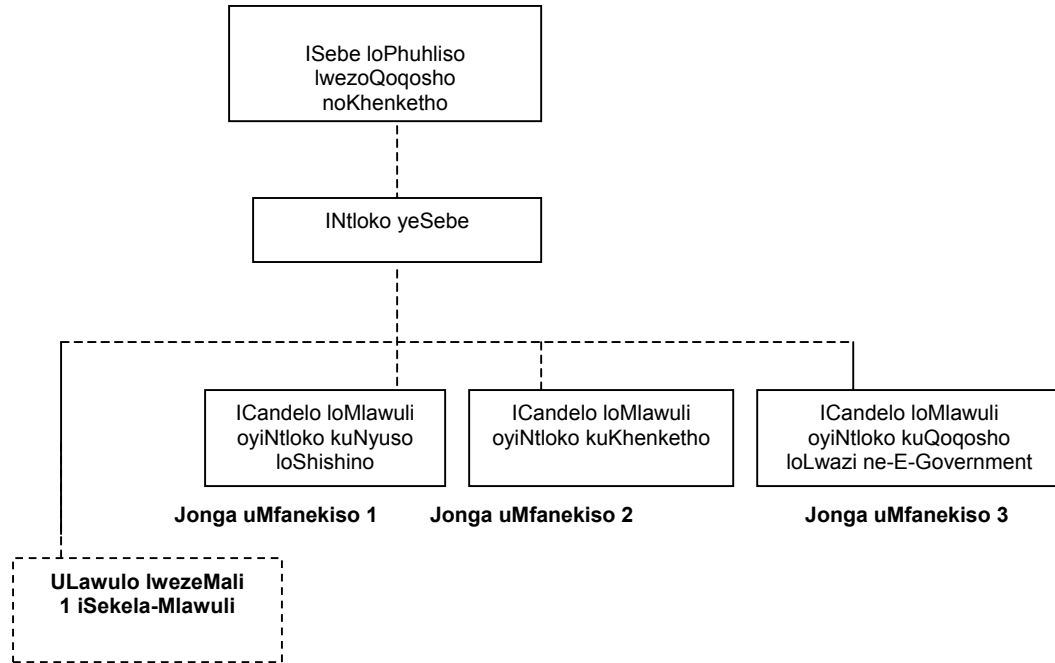 ISebe loPhuhliso
lwezoQoqosho
noKhenketho
INtloko yeSebe
ICandelo loMlawuli
oyiNtloko kuNyuso
loShishino
ICandelo loMlawuli
oyiNtloko kuKhenketho
ICandelo loMlawuli
oyiNtloko kuQoqosho
loLwazi ne-E-Government
Jonga uMfanekiso 1
Jonga uMfanekiso 2
Jonga uMfanekiso 3
ULawulo lwezeMali
1 iSekela-Mlawuli